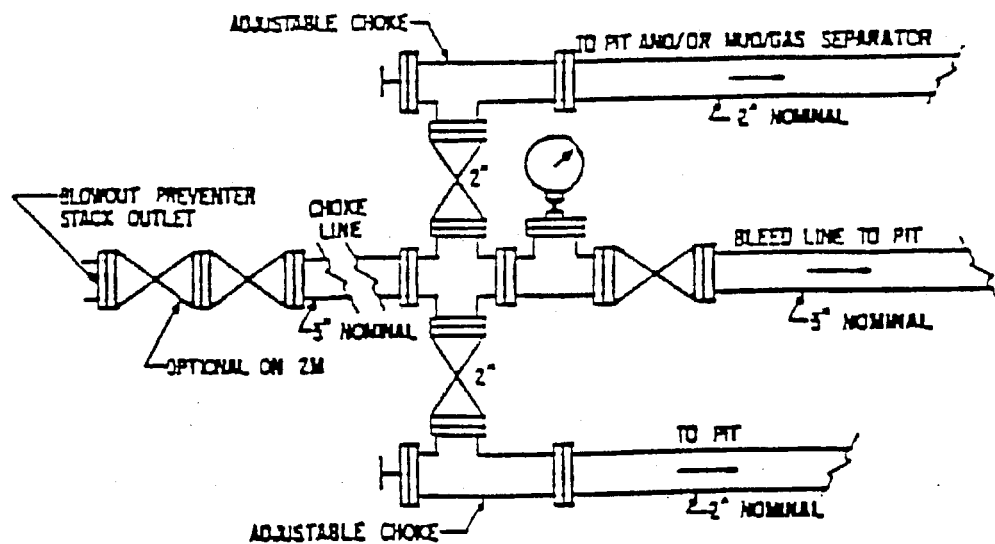 ADJUSTABLE CHOKE
TO PIT AND/OR MUD/GAS SEPARATOR
2" NOMINAL
2"
BLOWOUT PREVENTER
STACK OUTLET
CHOKE
LINE
BLEED LINE TO PIT
3" NOMINAL
3" NOMINAL
OPTIONAL ON 2M
2"
TO PIT
2" NOMINAL
ADJUSTABLE CHOKE